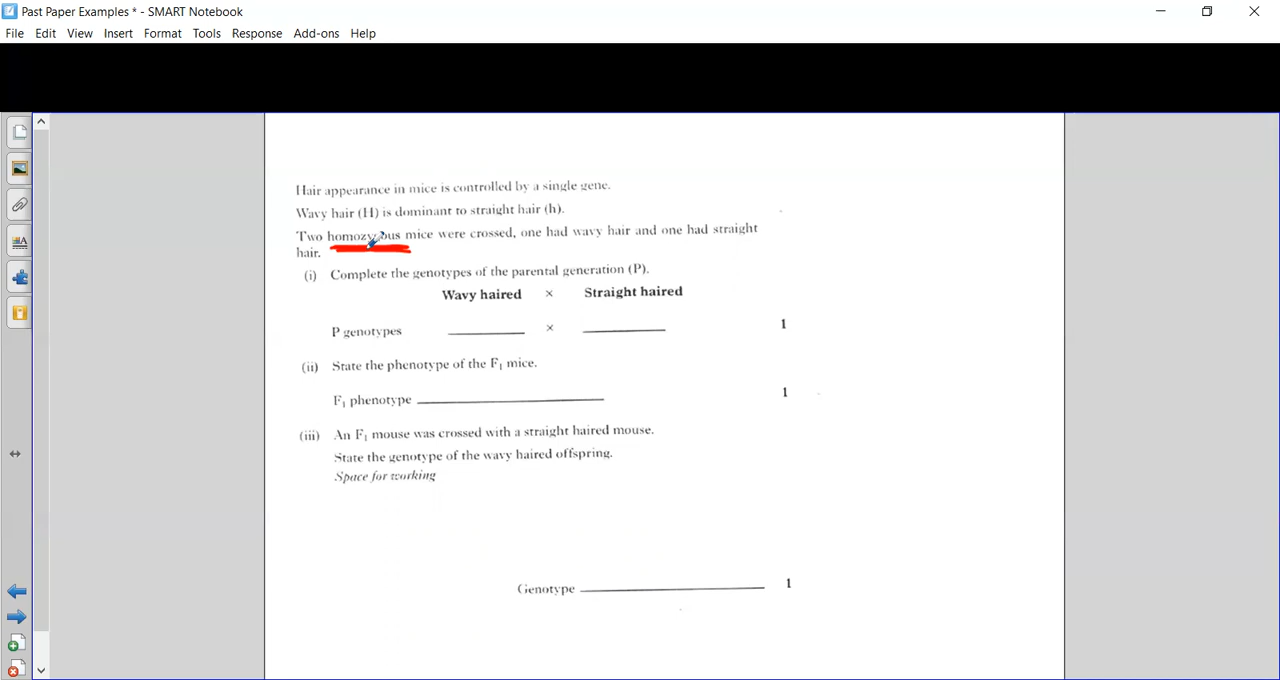 Past Paper Examples * - SMART Notebook
File Edit View Insert Format Tools Response Add-ons Help
Hair appearance in mice is controlled by a single gene.
Wavy hair (H) is dominant to straight hair (h).
Two homozygous mice were crossed, one had wavy hair and one had straight
hair.
(i) Complete the genotypes of the parental generation (P).
Wavy haired × Straight haired
P genotypes × 1
(ii) State the phenotype of the F₁ mice.
F₁ phenotype 1
(iii) An F₁ mouse was crossed with a straight haired mouse.
State the genotype of the wavy haired offspring.
Space for working
Genotype 1